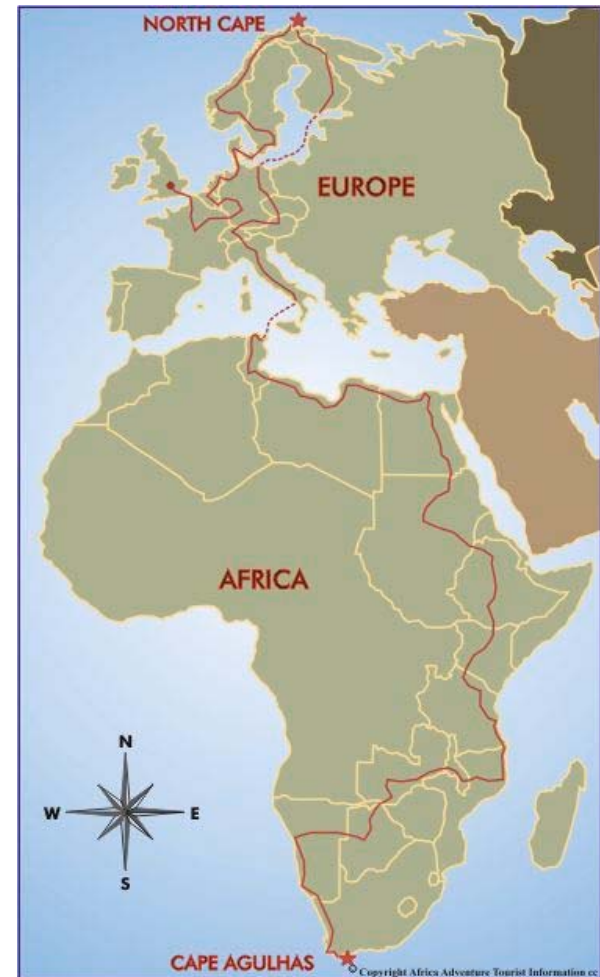 NORTH CAPE
EUROPE
AFRICA
N
W
E
S
CAPE AGULHAS
© Copyright Africa Adventure Tourist Information cc